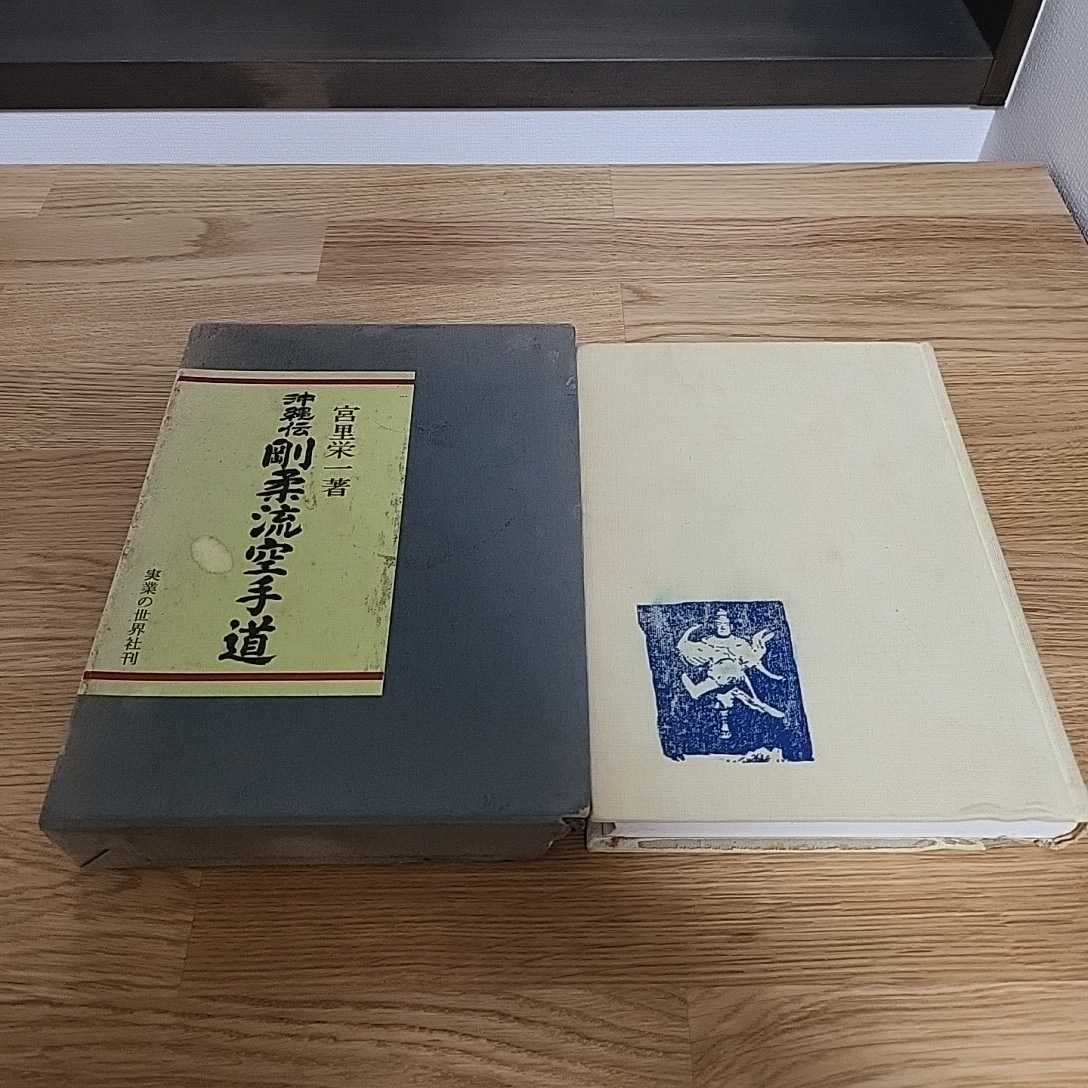 宮里栄一著
沖縄伝
剛柔流空手道
実業の世界社刊